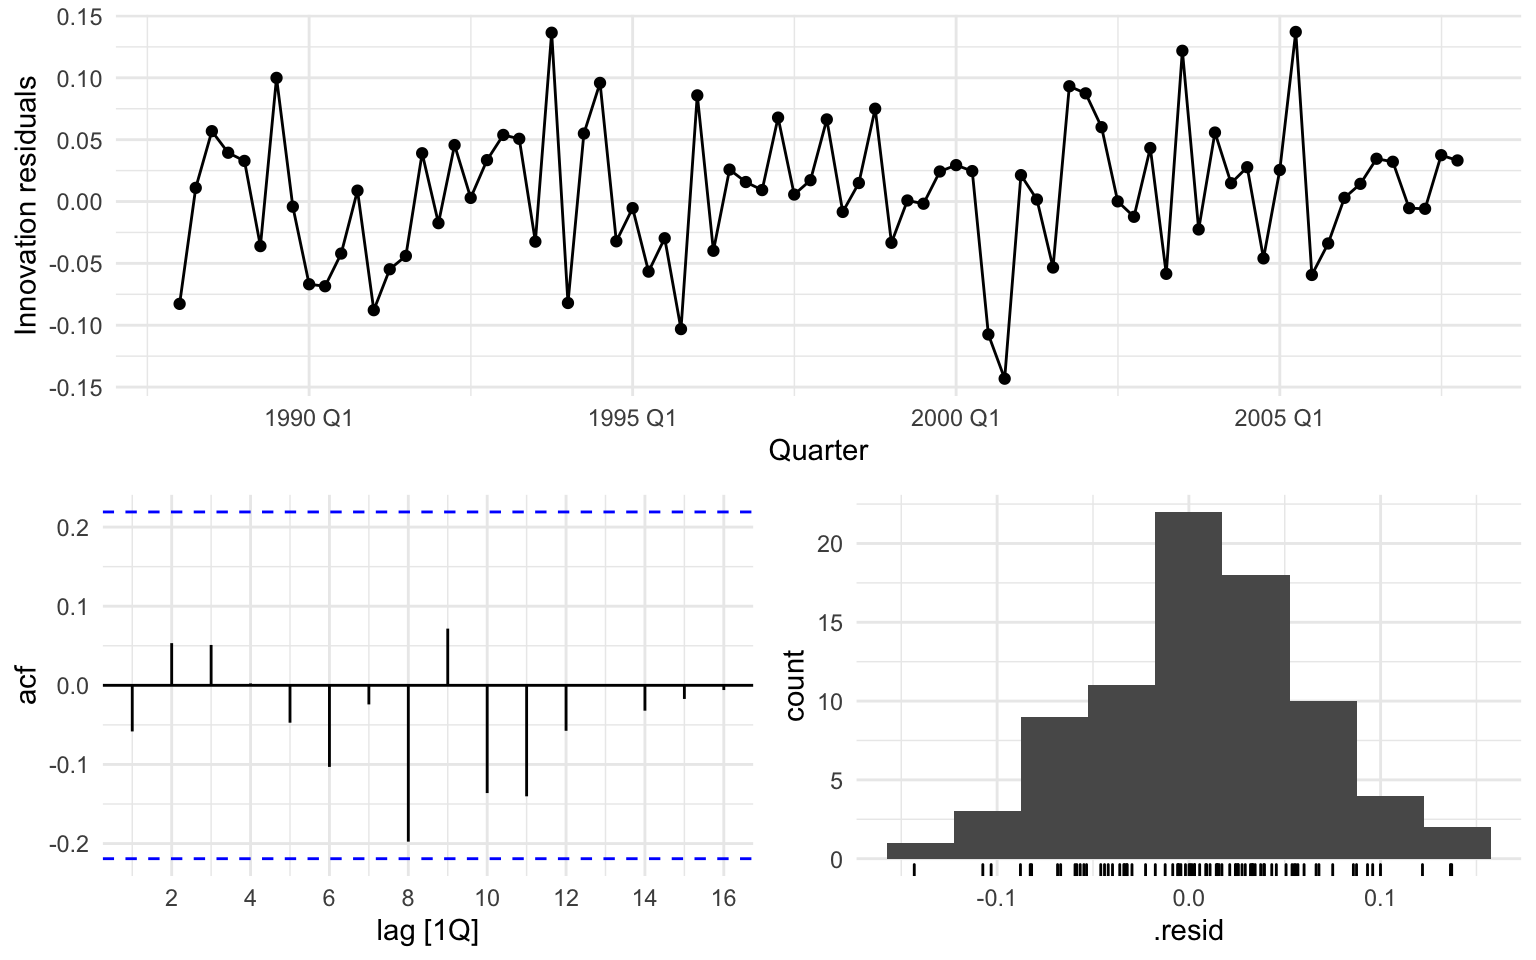 Innovation residuals
0.15
0.10
0.05
0.00
-0.05
-0.10
-0.15
1990 Q1 1995 Q1 2000 Q1 2005 Q1
Quarter
acf
0.2
0.1
0.0
-0.1
-0.2
2 4 6 8 10 12 14 16
lag [1Q]
count
20
15
10
5
0
-0.1 0.0 0.1
.resid